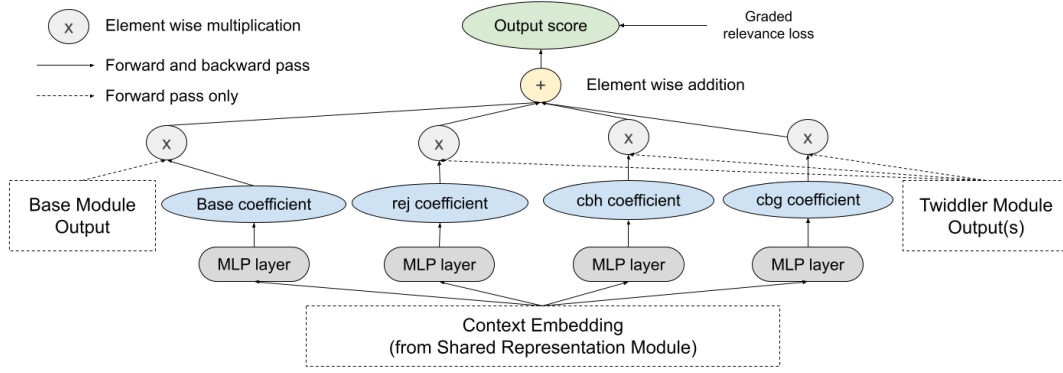 Output score
Graded
relevance loss
x
Element wise multiplication
Forward and backward pass
Forward pass only
+
Element wise addition
x
x
x
x
Base Module
Output
Base coefficient
rej coefficient
cbh coefficient
cbg coefficient
Twiddler Module
Output(s)
MLP layer
MLP layer
MLP layer
MLP layer
Context Embedding
(from Shared Representation Module)